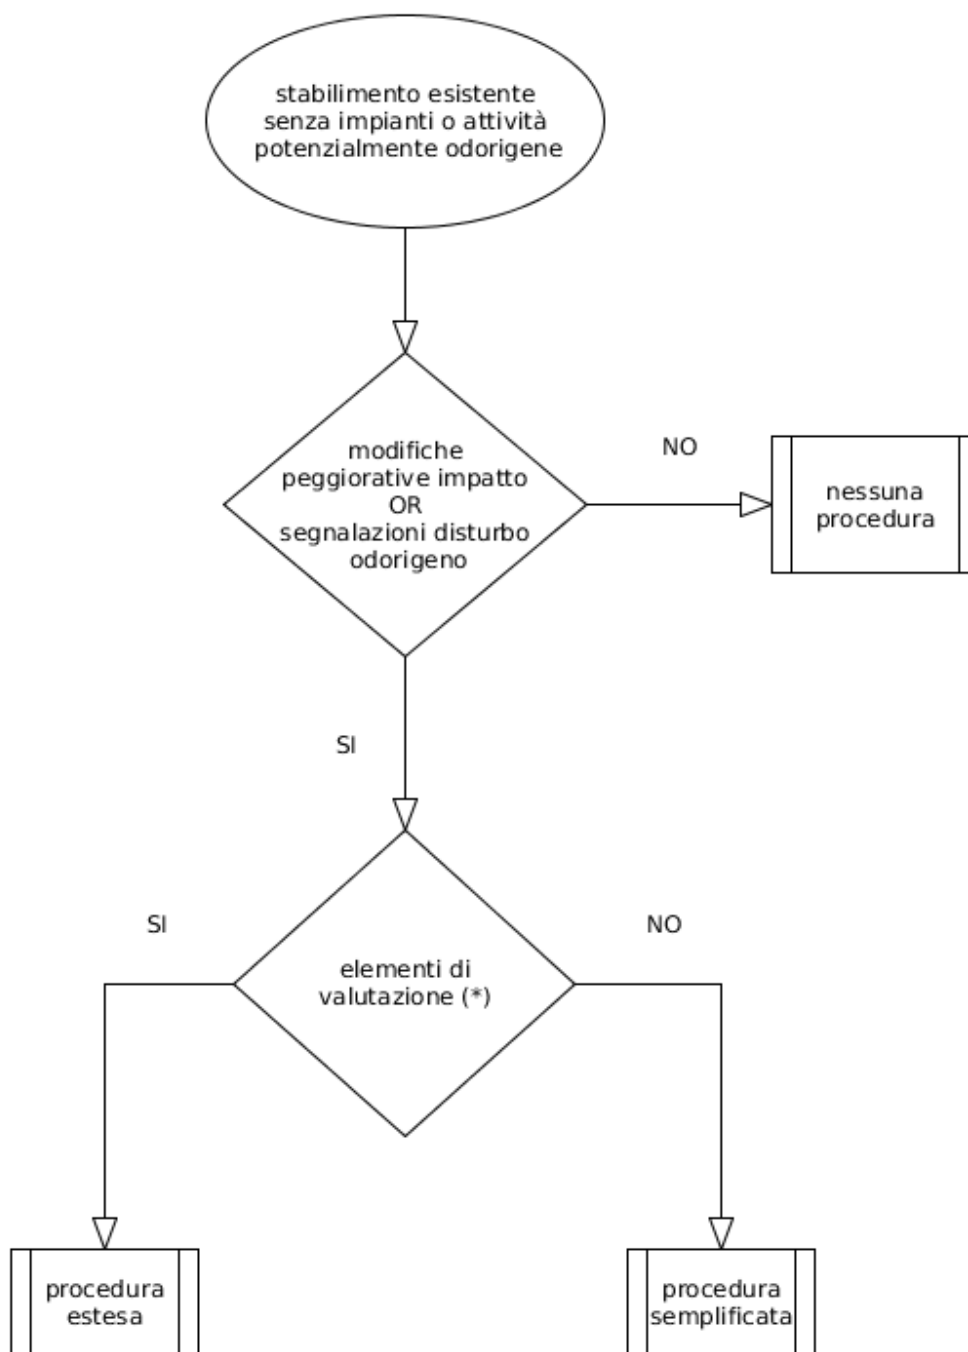 stabilimento esistente
senza impianti o attività
potenzialmente odorigene
modifiche
peggiorative impatto
OR
segnalazioni disturbo
odorigeno
NO
nessuna
procedura
SI
SI
NO
elementi di
valutazione (*)
procedura
estesa
procedura
semplificata